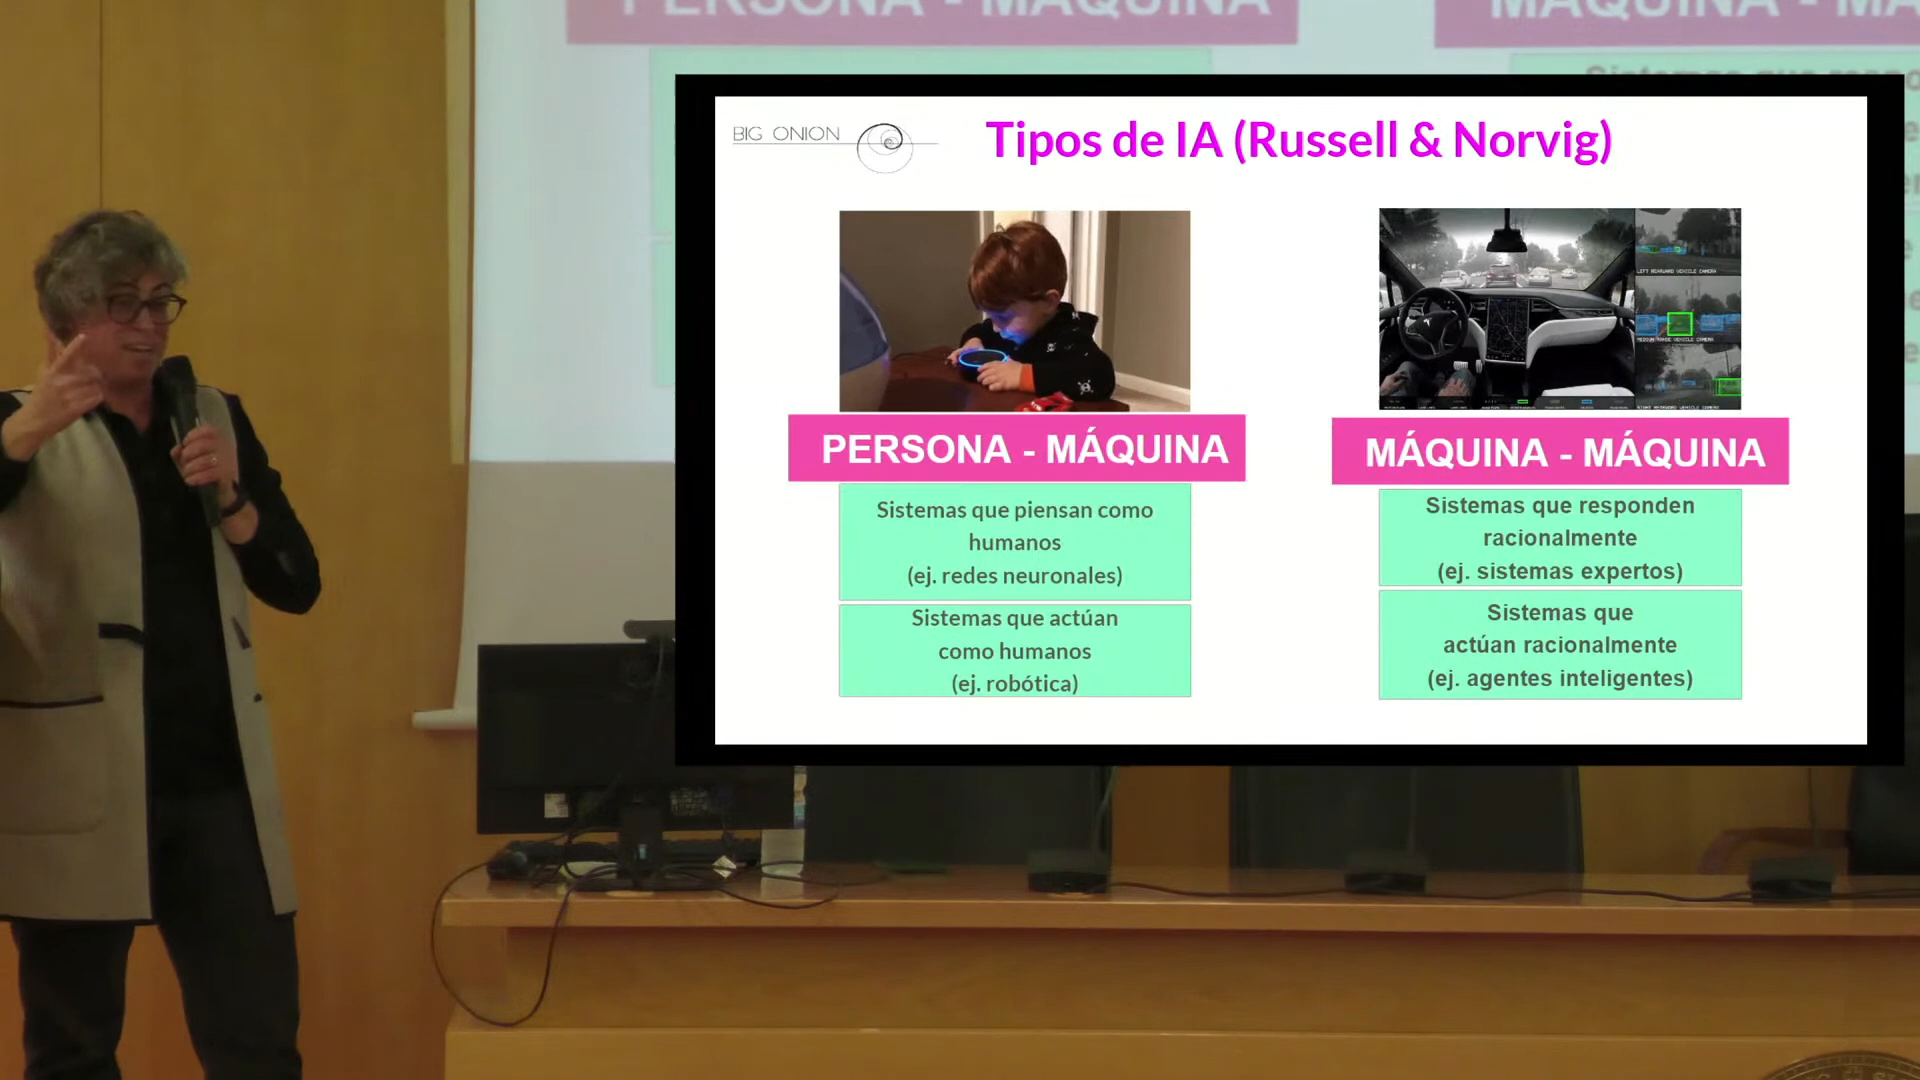 PERSONA - MÁQUINA
BIG ONION
Tipos de IA (Russell & Norvig)
PERSONA - MÁQUINA
Sistemas que piensan como
humanos
(ej. redes neuronales)
Sistemas que actúan
como humanos
(ej. robótica)
MÁQUINA - MÁQUINA
Sistemas que responden
racionalmente
(ej. sistemas expertos)
Sistemas que
actúan racionalmente
(ej. agentes inteligentes)